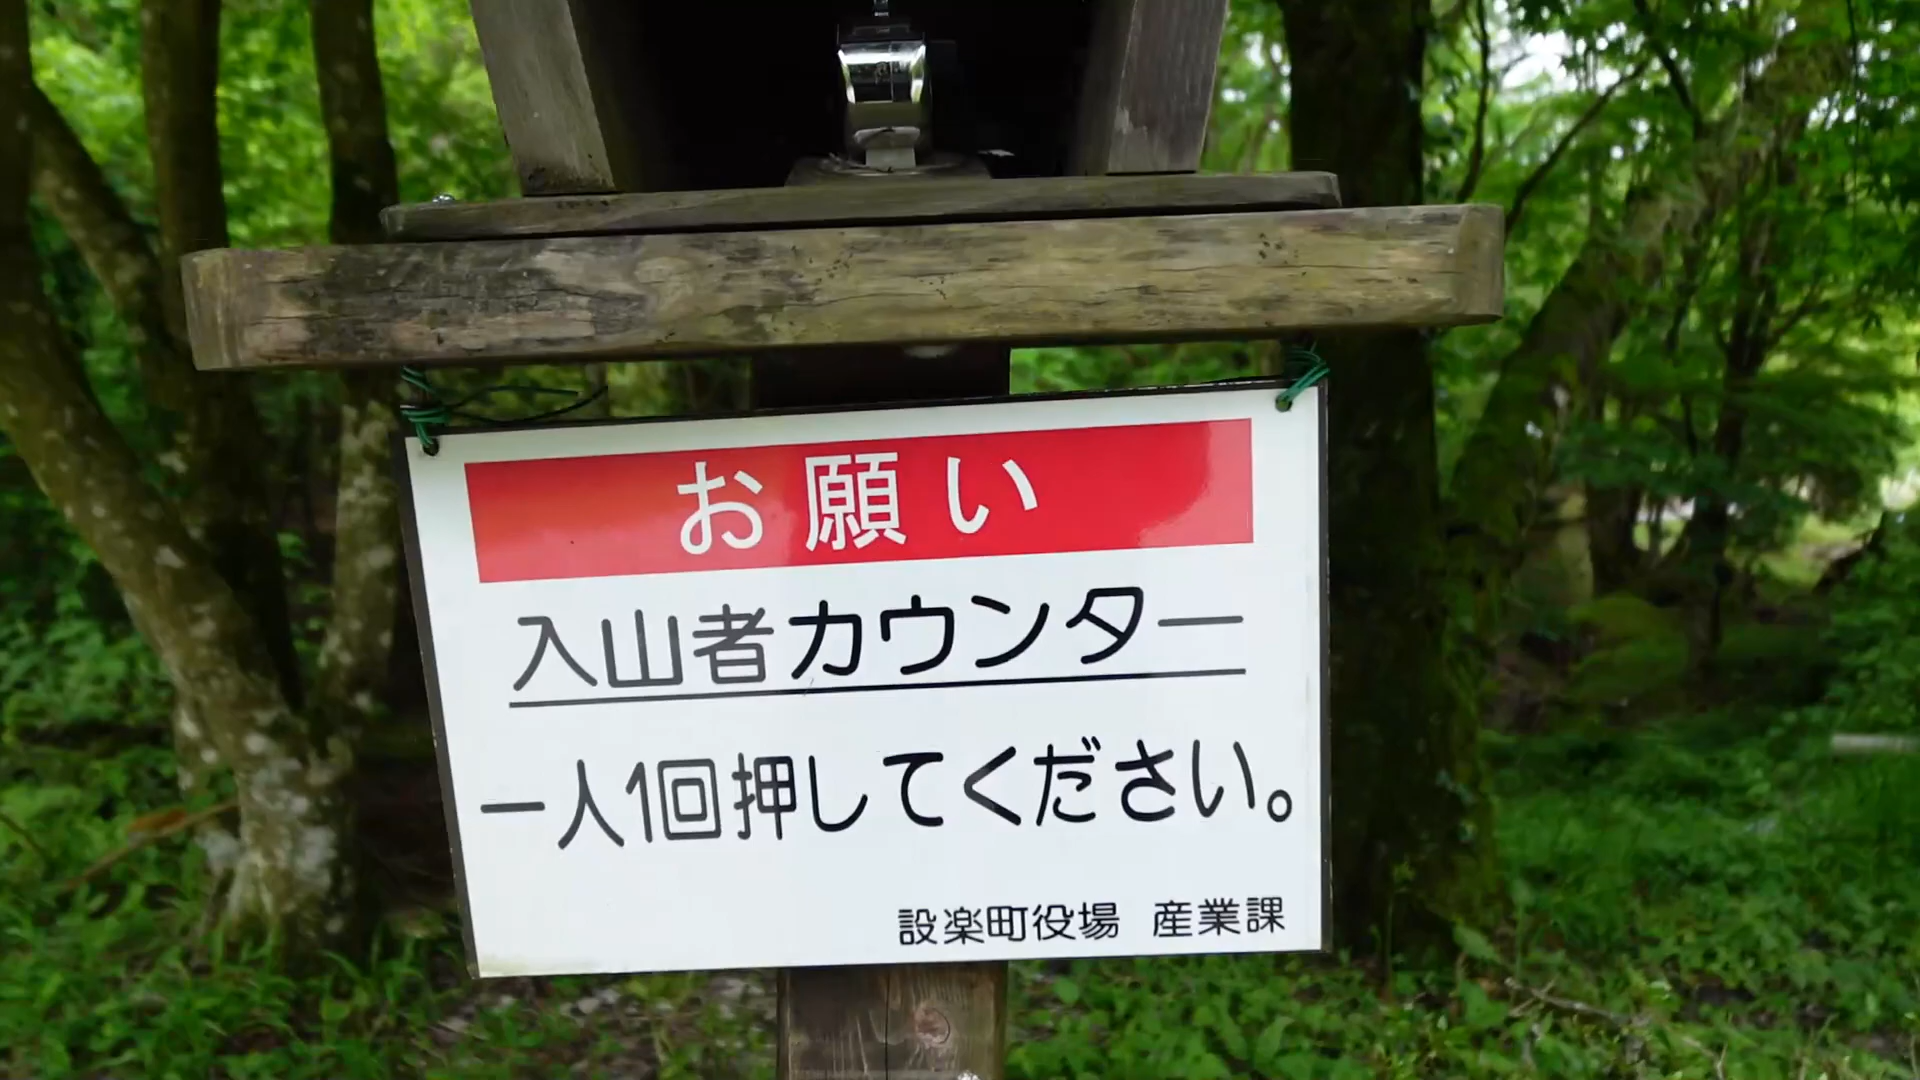 お願い
入山者カウンター
一人1回押してください。
設楽町役場 産業課